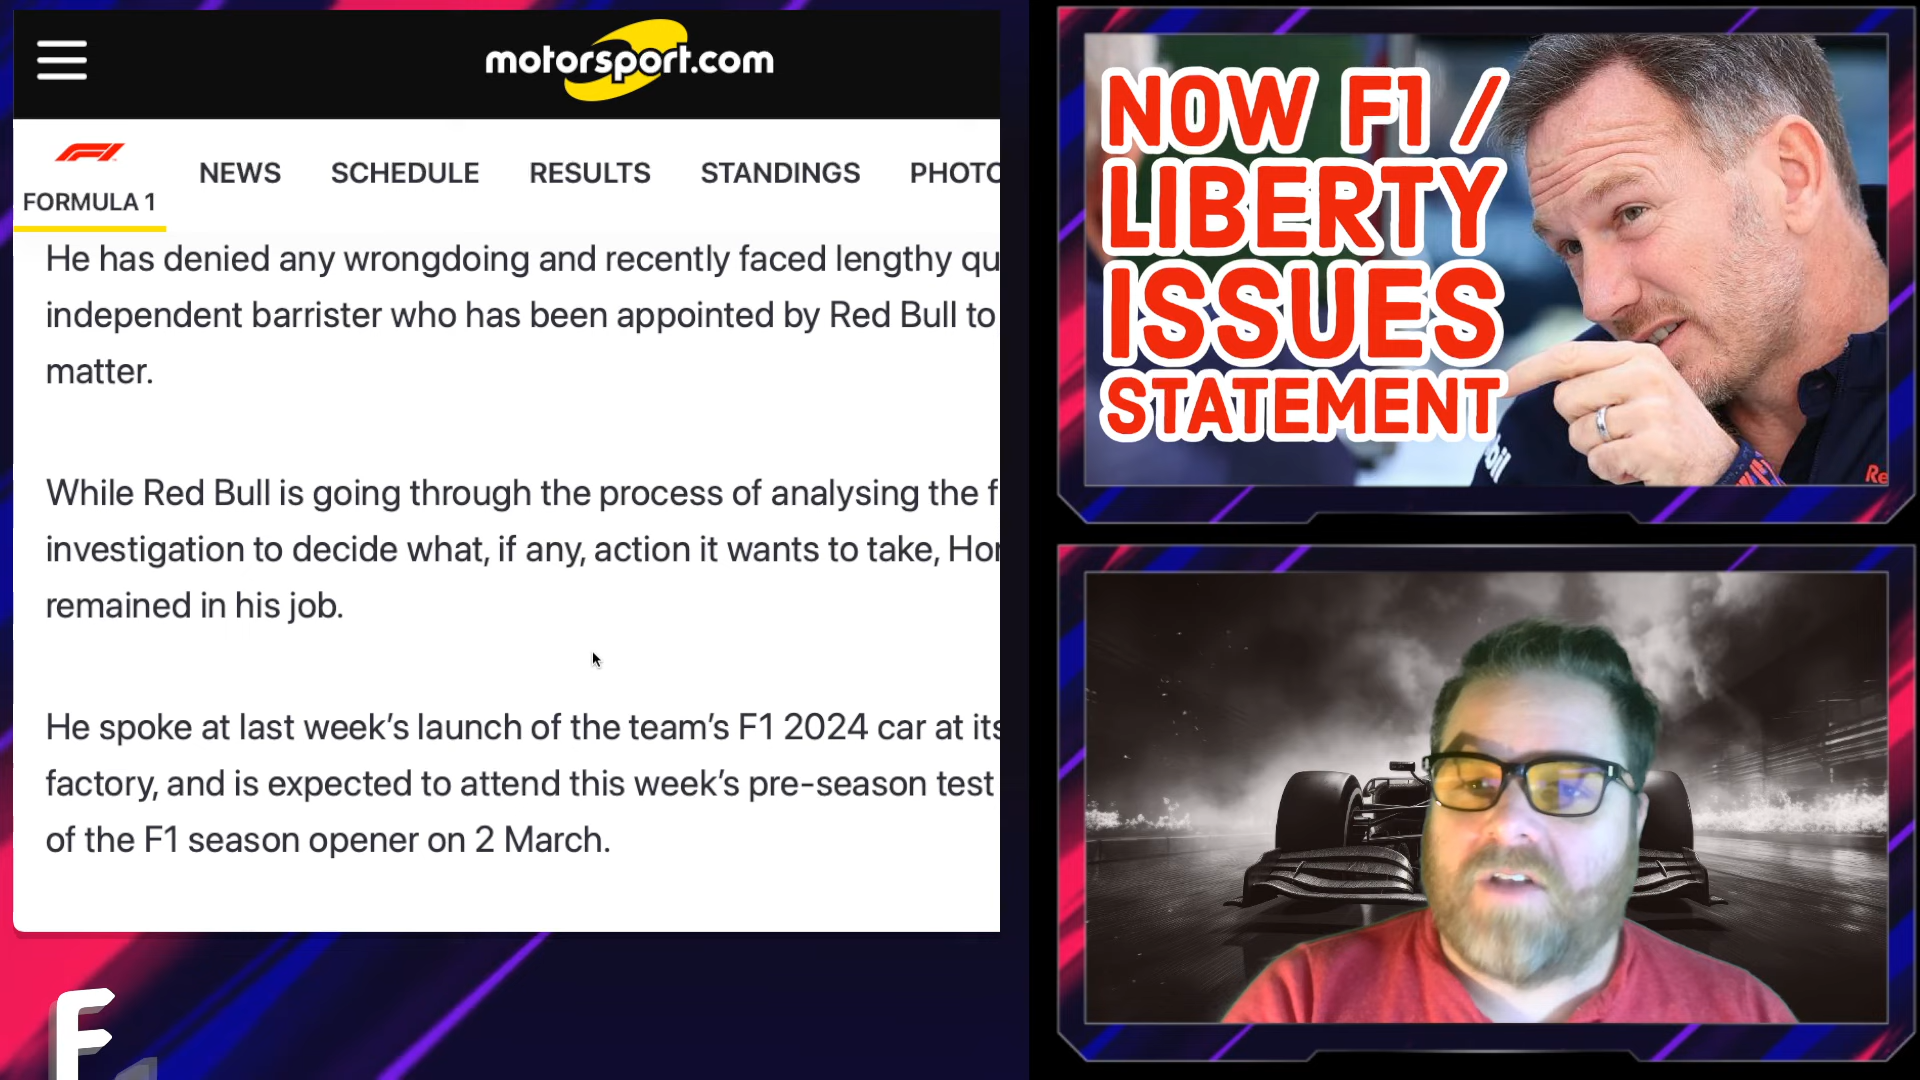 motorsport.com
FORMULA 1
NEWS
SCHEDULE
RESULTS
STANDINGS
PHOTO
He has denied any wrongdoing and recently faced lengthy qu
independent barrister who has been appointed by Red Bull to
matter.
While Red Bull is going through the process of analysing the f
investigation to decide what, if any, action it wants to take, Hor
remained in his job.
He spoke at last week's launch of the team's F1 2024 car at its
factory, and is expected to attend this week's pre-season test
of the F1 season opener on 2 March.
NOW F1 /
LIBERTY
ISSUES
STATEMENT
Re
F